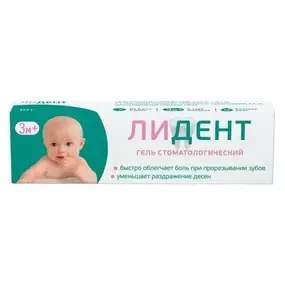 3м+
ЛИДЕНТ
ГЕЛЬ СТОМАТОЛОГИЧЕСКИЙ
быстро облегчает боль при прорезывании зубов
уменьшает раздражение десен